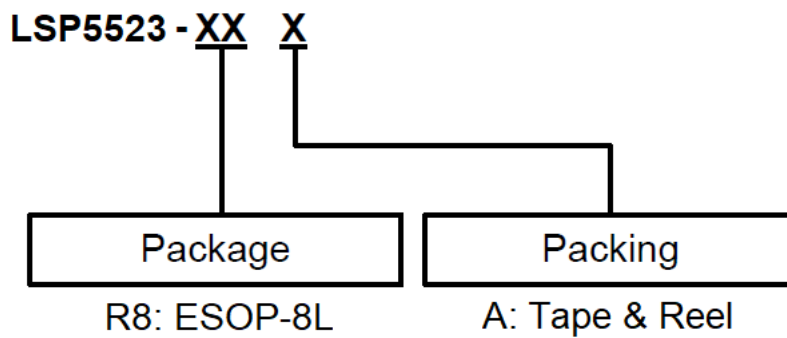 LSP5523 - XX X
Package
Packing
R8: ESOP-8L
A: Tape & Reel